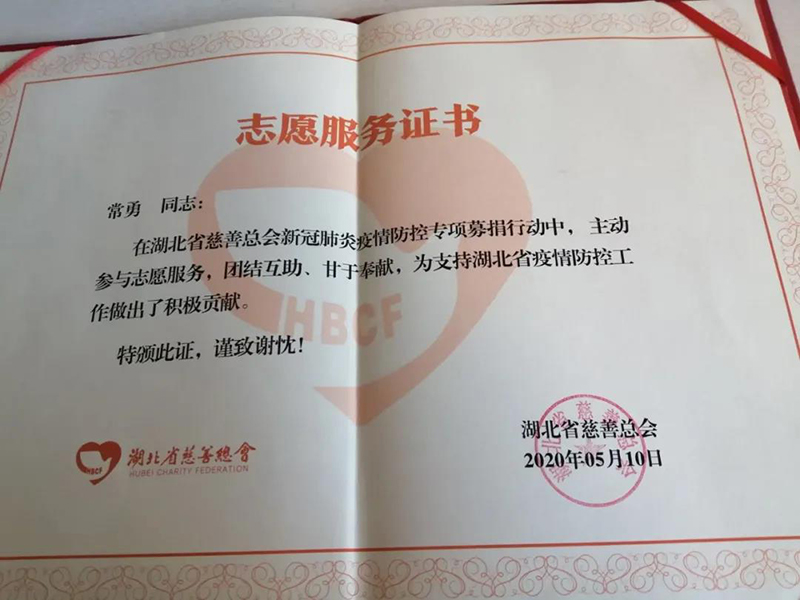 志愿服务证书
常勇 同志：
在湖北省慈善总会新冠肺炎疫情防控专项募捐行动中，主动
参与志愿服务，团结互助、甘于奉献，为支持湖北省疫情防控工
作做出了积极贡献。
特颁此证，谨致谢忱！
HBCF
HBCF
湖北省慈善總會
HUBEI CHARITY FEDERATION
湖北省慈善总会
2020年05月10日